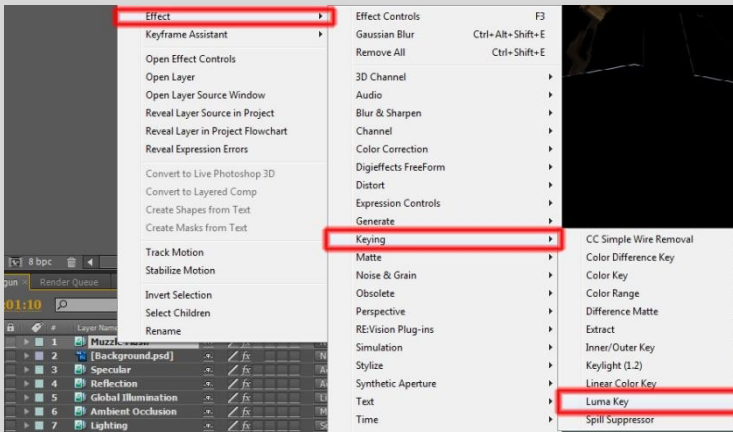 Effect
Keyframe Assistant
Open Effect Controls
Open Layer
Open Layer Source Window
Reveal Layer Source in Project
Reveal Layer in Project Flowchart
Reveal Expression Errors
Convert to Live Photoshop 3D
Convert to Layered Comp
Create Shapes from Text
Create Masks from Text
Track Motion
Stabilize Motion
Invert Selection
Select Children
Rename
Effect Controls F3
Gaussian Blur Ctrl+Alt+Shift+E
Remove All Ctrl+Shift+E
3D Channel
Audio
Blur & Sharpen
Channel
Color Correction
Digieffects FreeForm
Distort
Expression Controls
Generate
Keying
Matte
Noise & Grain
Obsolete
Perspective
RE:Vision Plug-ins
Simulation
Stylize
Synthetic Aperture
Text
Time
CC Simple Wire Removal
Color Difference Key
Color Key
Color Range
Difference Matte
Extract
Inner/Outer Key
Keylight (1.2)
Linear Color Key
Luma Key
Spill Suppressor
8 bpc
gun Render Queue
01:10
# Layer Name
1
2 [Background.psd]
3 Specular
4 Reflection
5 Global Illumination
6 Ambient Occlusion
7 Lighting